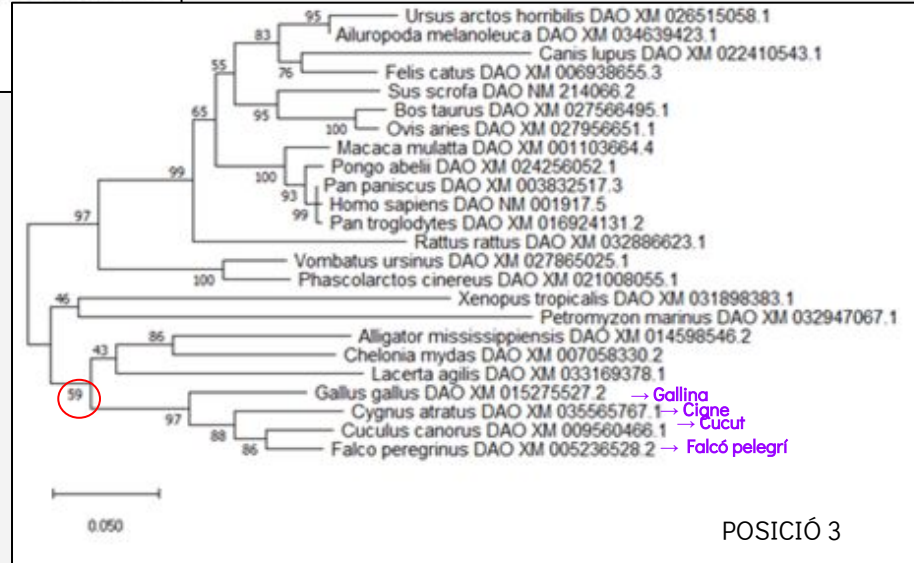 95
Ursus arctos horribilis DAO XM 026515058.1
83
Ailuropoda melanoleuca DAO XM 034639423.1
Canis lupus DAO XM 022410543.1
55
76
Felis catus DAO XM 006938655.3
Sus scrofa DAO NM 214066.2
65
95
Bos taurus DAO XM 027566495.1
100
Ovis aries DAO XM 027956651.1
Macaca mulatta DAO XM 001103664.4
Pongo abelii DAO XM 024256052.1
99
100
Pan paniscus DAO XM 003832517.3
93
Homo sapiens DAO NM 001917.5
99
Pan troglodytes DAO XM 016924131.2
97
Rattus rattus DAO XM 032886623.1
Vombatus ursinus DAO XM 027865025.1
100
Phascolarctos cinereus DAO XM 021008055.1
46
Xenopus tropicalis DAO XM 031898383.1
Petromyzon marinus DAO XM 032947067.1
86
Alligator mississippiensis DAO XM 014598546.2
43
Chelonia mydas DAO XM 007058330.2
Lacerta agilis DAO XM 033169378.1
59
Gallus gallus DAO XM 015275527.2 → Gallina
97
Cygnus atratus DAO XM 035565767.1 → Cigne
88
Cuculus canorus DAO XM 009560466.1 → Cucut
86
Falco peregrinus DAO XM 005236528.2 → Falcó pelegrí
0.050
POSICIÓ 3